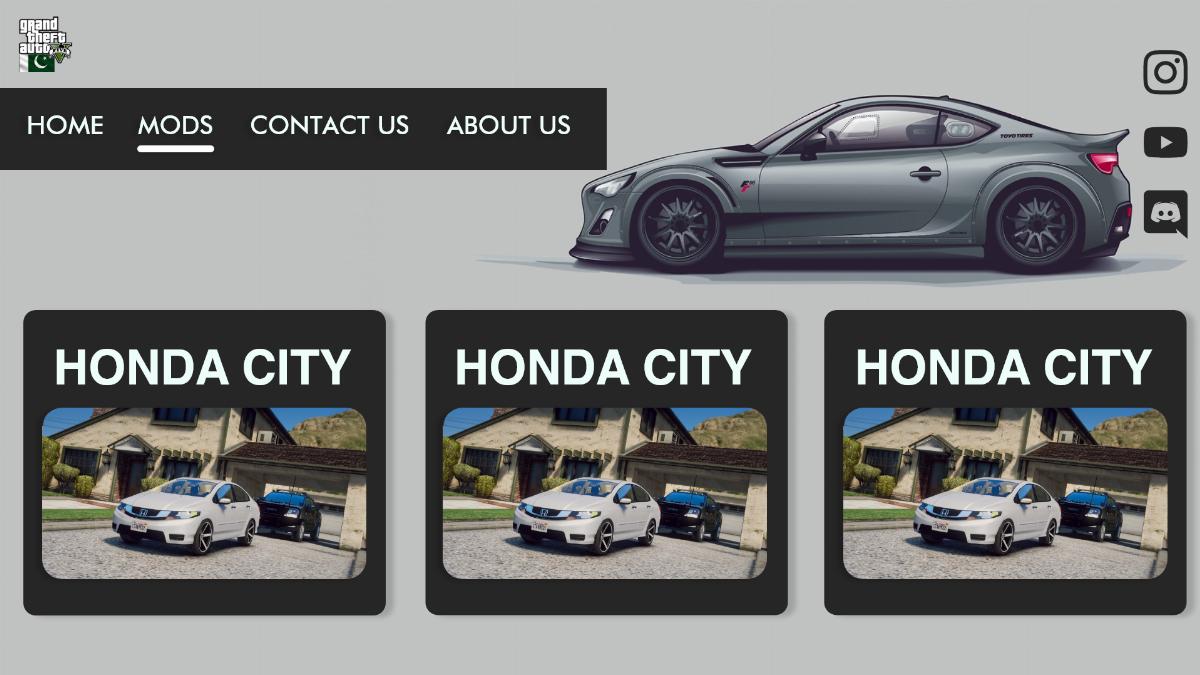 grand
theft
auto
HOME MODS CONTACT US ABOUT US
TOYO TIRES
HONDA CITY HONDA CITY HONDA CITY